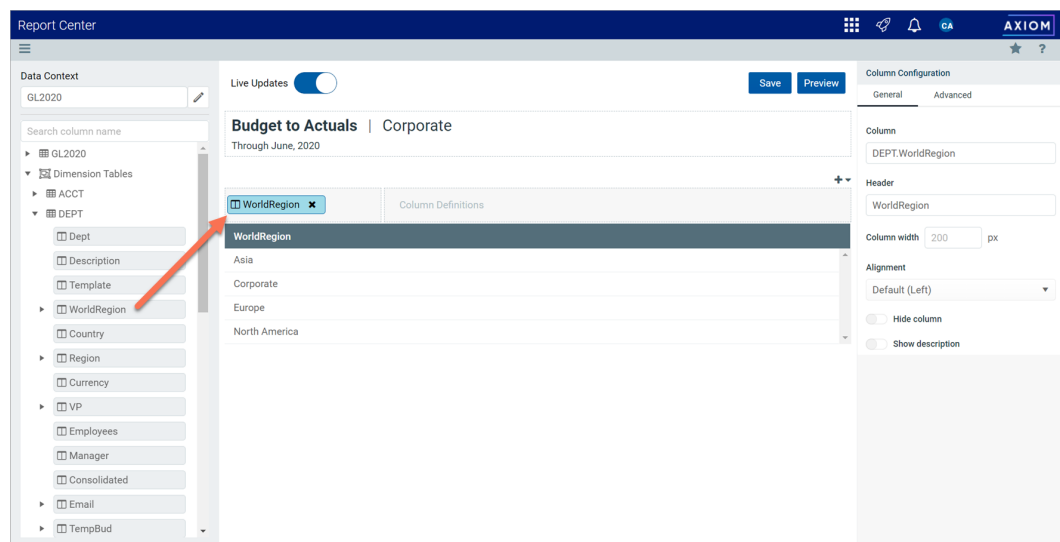 Report Center
CA
AXIOM
?
Data Context
GL2020
Search column name
GL2020
Dimension Tables
ACCT
DEPT
Dept
Description
Template
WorldRegion
Country
Region
Currency
VP
Employees
Manager
Consolidated
Email
TempBud
Live Updates
Save
Preview
Budget to Actuals | Corporate
Through June, 2020
WorldRegion
Column Definitions
WorldRegion
Asia
Corporate
Europe
North America
Column Configuration
General Advanced
Column
DEPT.WorldRegion
Header
WorldRegion
Column width 200 px
Alignment
Default (Left)
Hide column
Show description